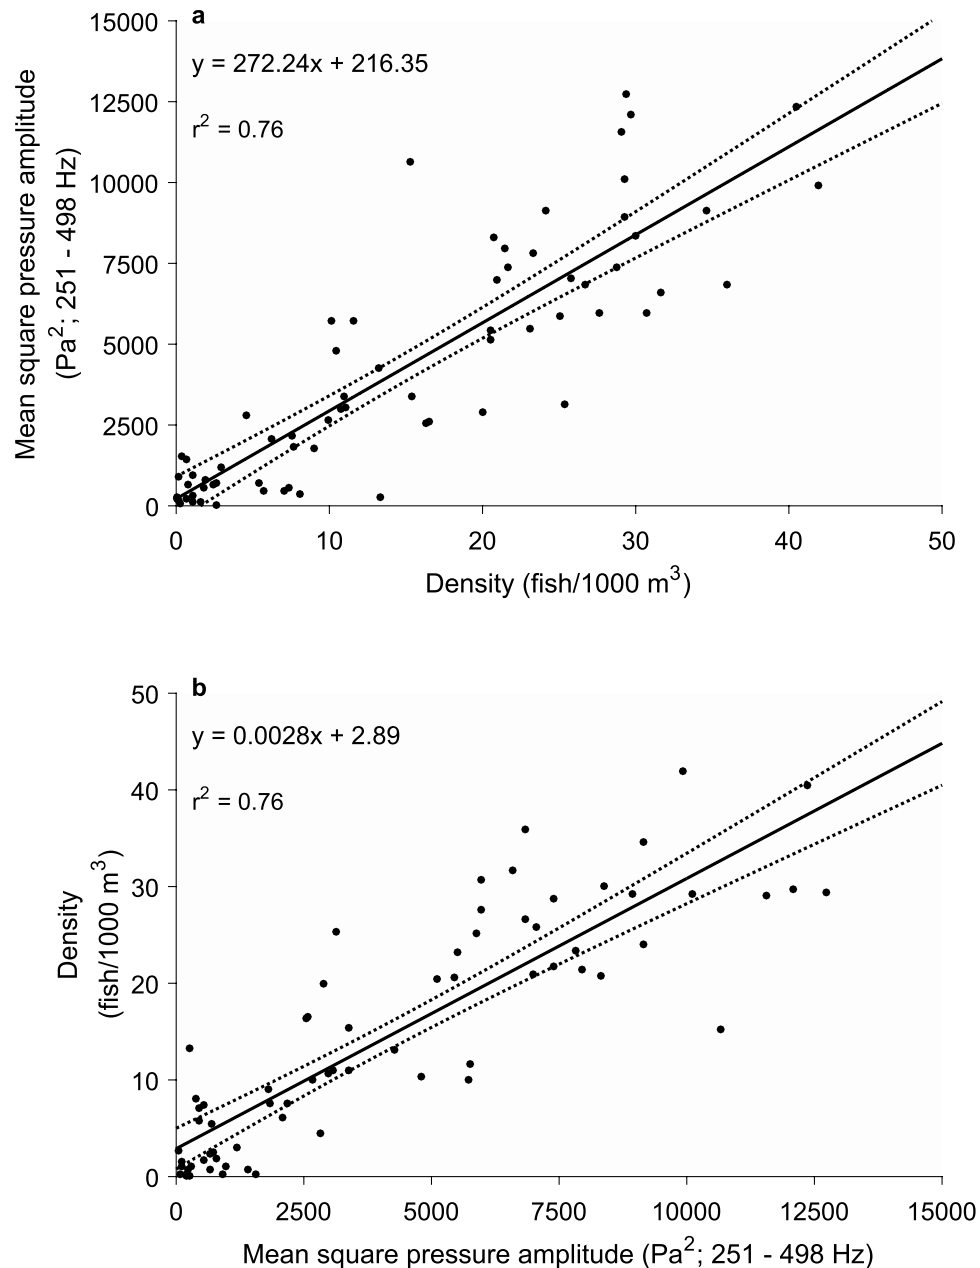 a
y = 272.24x + 216.35
r² = 0.76
Mean square pressure amplitude
(Pa²; 251 - 498 Hz)
15000
12500
10000
7500
5000
2500
0
0 10 20 30 40 50
Density (fish/1000 m³)
b
y = 0.0028x + 2.89
r² = 0.76
Density
(fish/1000 m³)
50
40
30
20
10
0
0 2500 5000 7500 10000 12500 15000
Mean square pressure amplitude (Pa²; 251 - 498 Hz)